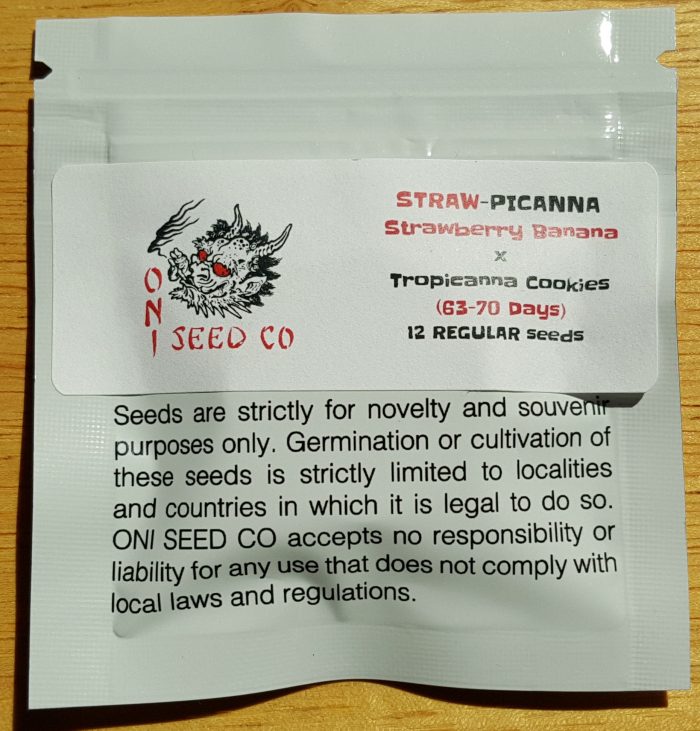 ONI SEED CO
STRAW-PICANNA
Strawberry Banana
x
Tropicanna Cookies
(63-70 Days)
12 REGULAR Seeds
Seeds are strictly for novelty and souvenir
purposes only. Germination or cultivation of
these seeds is strictly limited to localities
and countries in which it is legal to do so.
ONI SEED CO accepts no responsibility or
liability for any use that does not comply with
local laws and regulations.